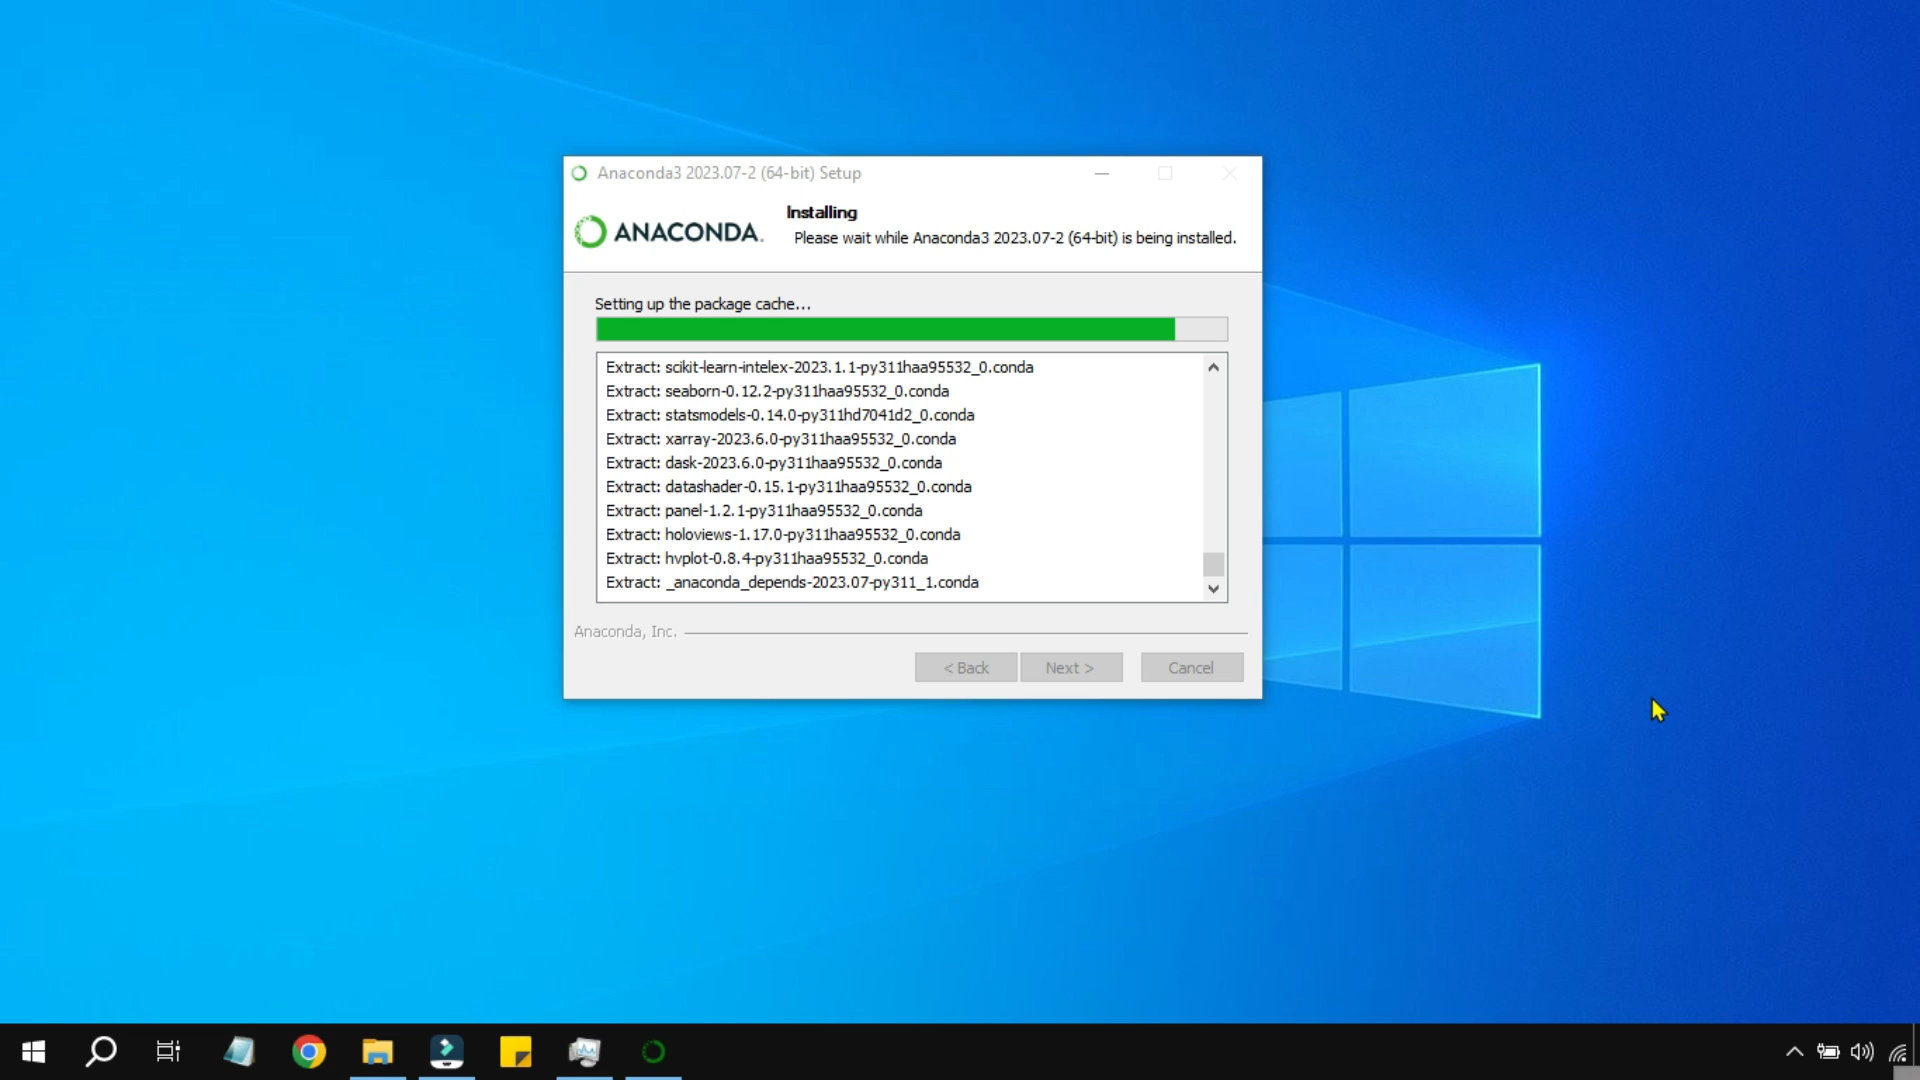 Anaconda3 2023.07-2 (64-bit) Setup
ANACONDA.
Installing
Please wait while Anaconda3 2023.07-2 (64-bit) is being installed.
Setting up the package cache...
Extract: scikit-learn-intelex-2023.1.1-py311haa95532_0.conda
Extract: seaborn-0.12.2-py311haa95532_0.conda
Extract: statsmodels-0.14.0-py311hd7041d2_0.conda
Extract: xarray-2023.6.0-py311haa95532_0.conda
Extract: dask-2023.6.0-py311haa95532_0.conda
Extract: datashader-0.15.1-py311haa95532_0.conda
Extract: panel-1.2.1-py311haa95532_0.conda
Extract: holoviews-1.17.0-py311haa95532_0.conda
Extract: hvplot-0.8.4-py311haa95532_0.conda
Extract: _anaconda_depends-2023.07-py311_1.conda
Anaconda, Inc.
< Back
Next >
Cancel